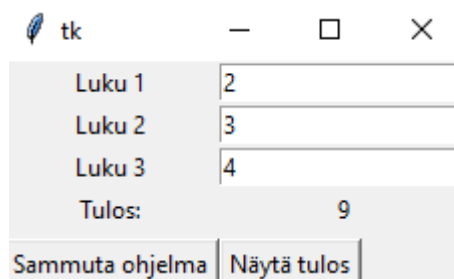 tk
Luku 1 2
Luku 2 3
Luku 3 4
Tulos: 9
Sammuta ohjelma Näytä tulos